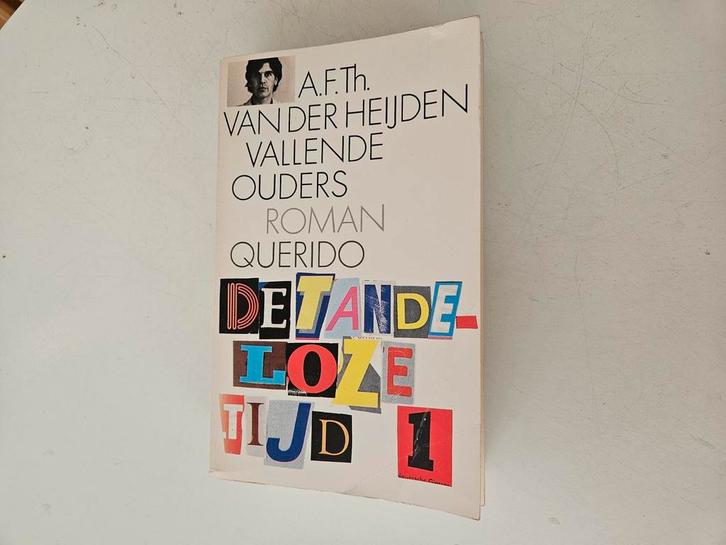 A.F.Th.
VAN DER HEIJDEN
VALLENDE
OUDERS
ROMAN
QUERIDO
DE TANDE-
LOZE
TIJD 1